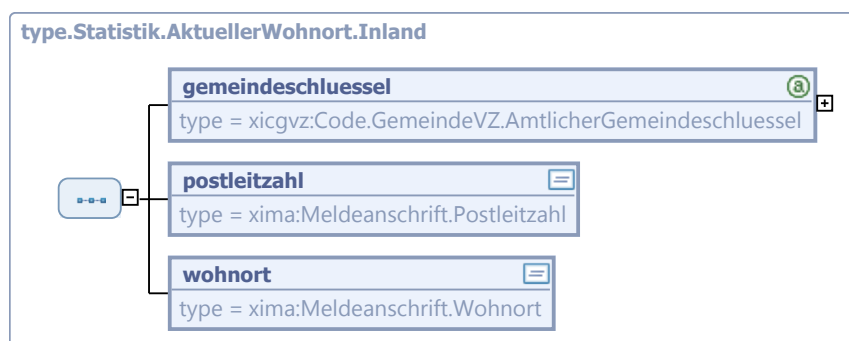 type.Statistik.AktuellerWohnort.Inland
gemeindeschluessel
type = xicgvz:Code.GemeindeVZ.AmtlicherGemeindeschluessel
postleitzahl
type = xima:Meldeanschrift.Postleitzahl
wohnort
type = xima:Meldeanschrift.Wohnort